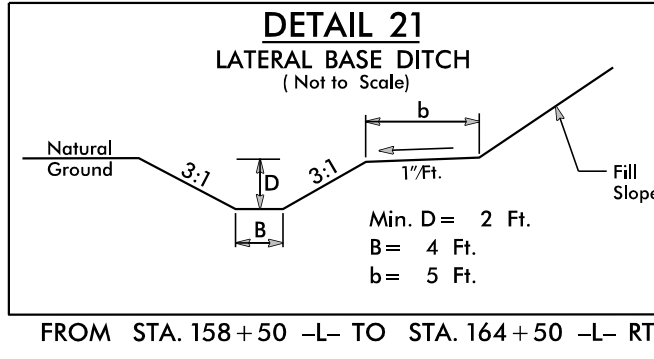 DETAIL 21
LATERAL BASE DITCH
( Not to Scale)
b
Natural
Ground
3:1
D
3:1
1"/Ft.
Fill
Slope
B
Min. D = 2 Ft.
B = 4 Ft.
b = 5 Ft.
FROM STA. 158+50 -L- TO STA. 164+50 -L- RT